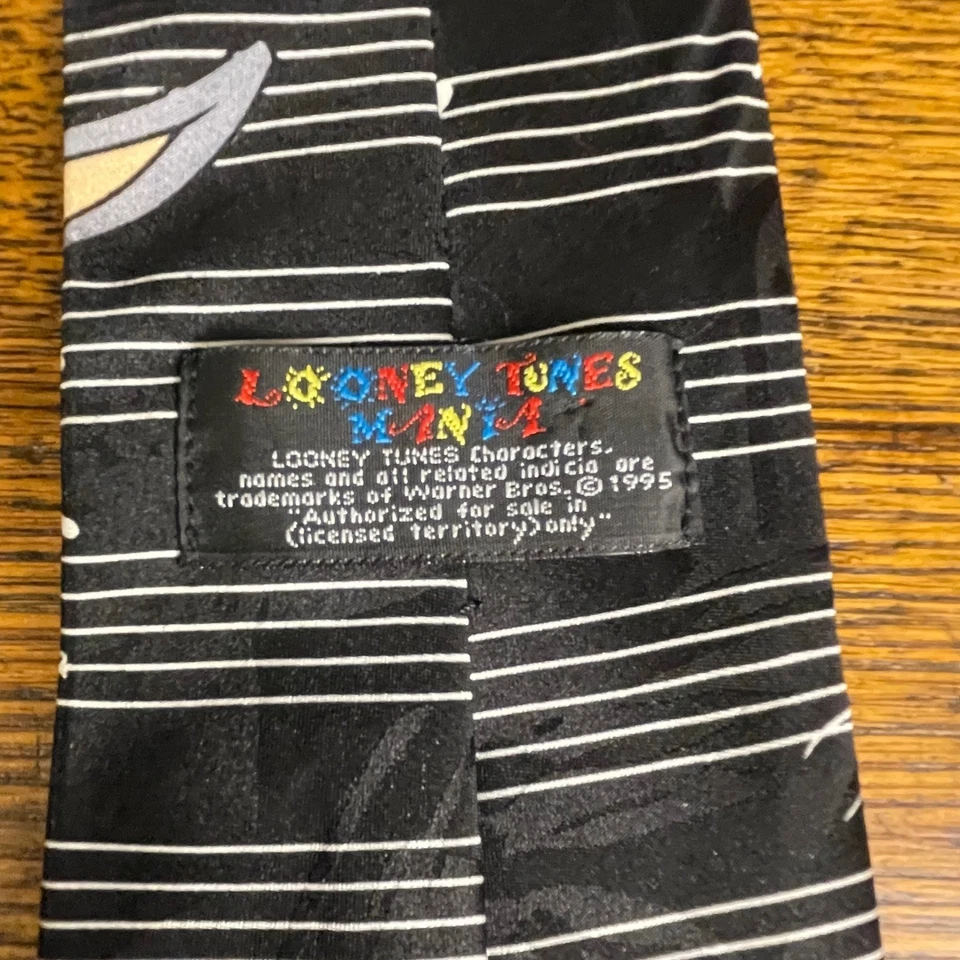 LOONEY TUNES
MANIA
LOONEY TUNES Characters,
names and all related indicia are
trademarks of Warner Bros. © 1995
"Authorized for sale in
(licensed territory) only"